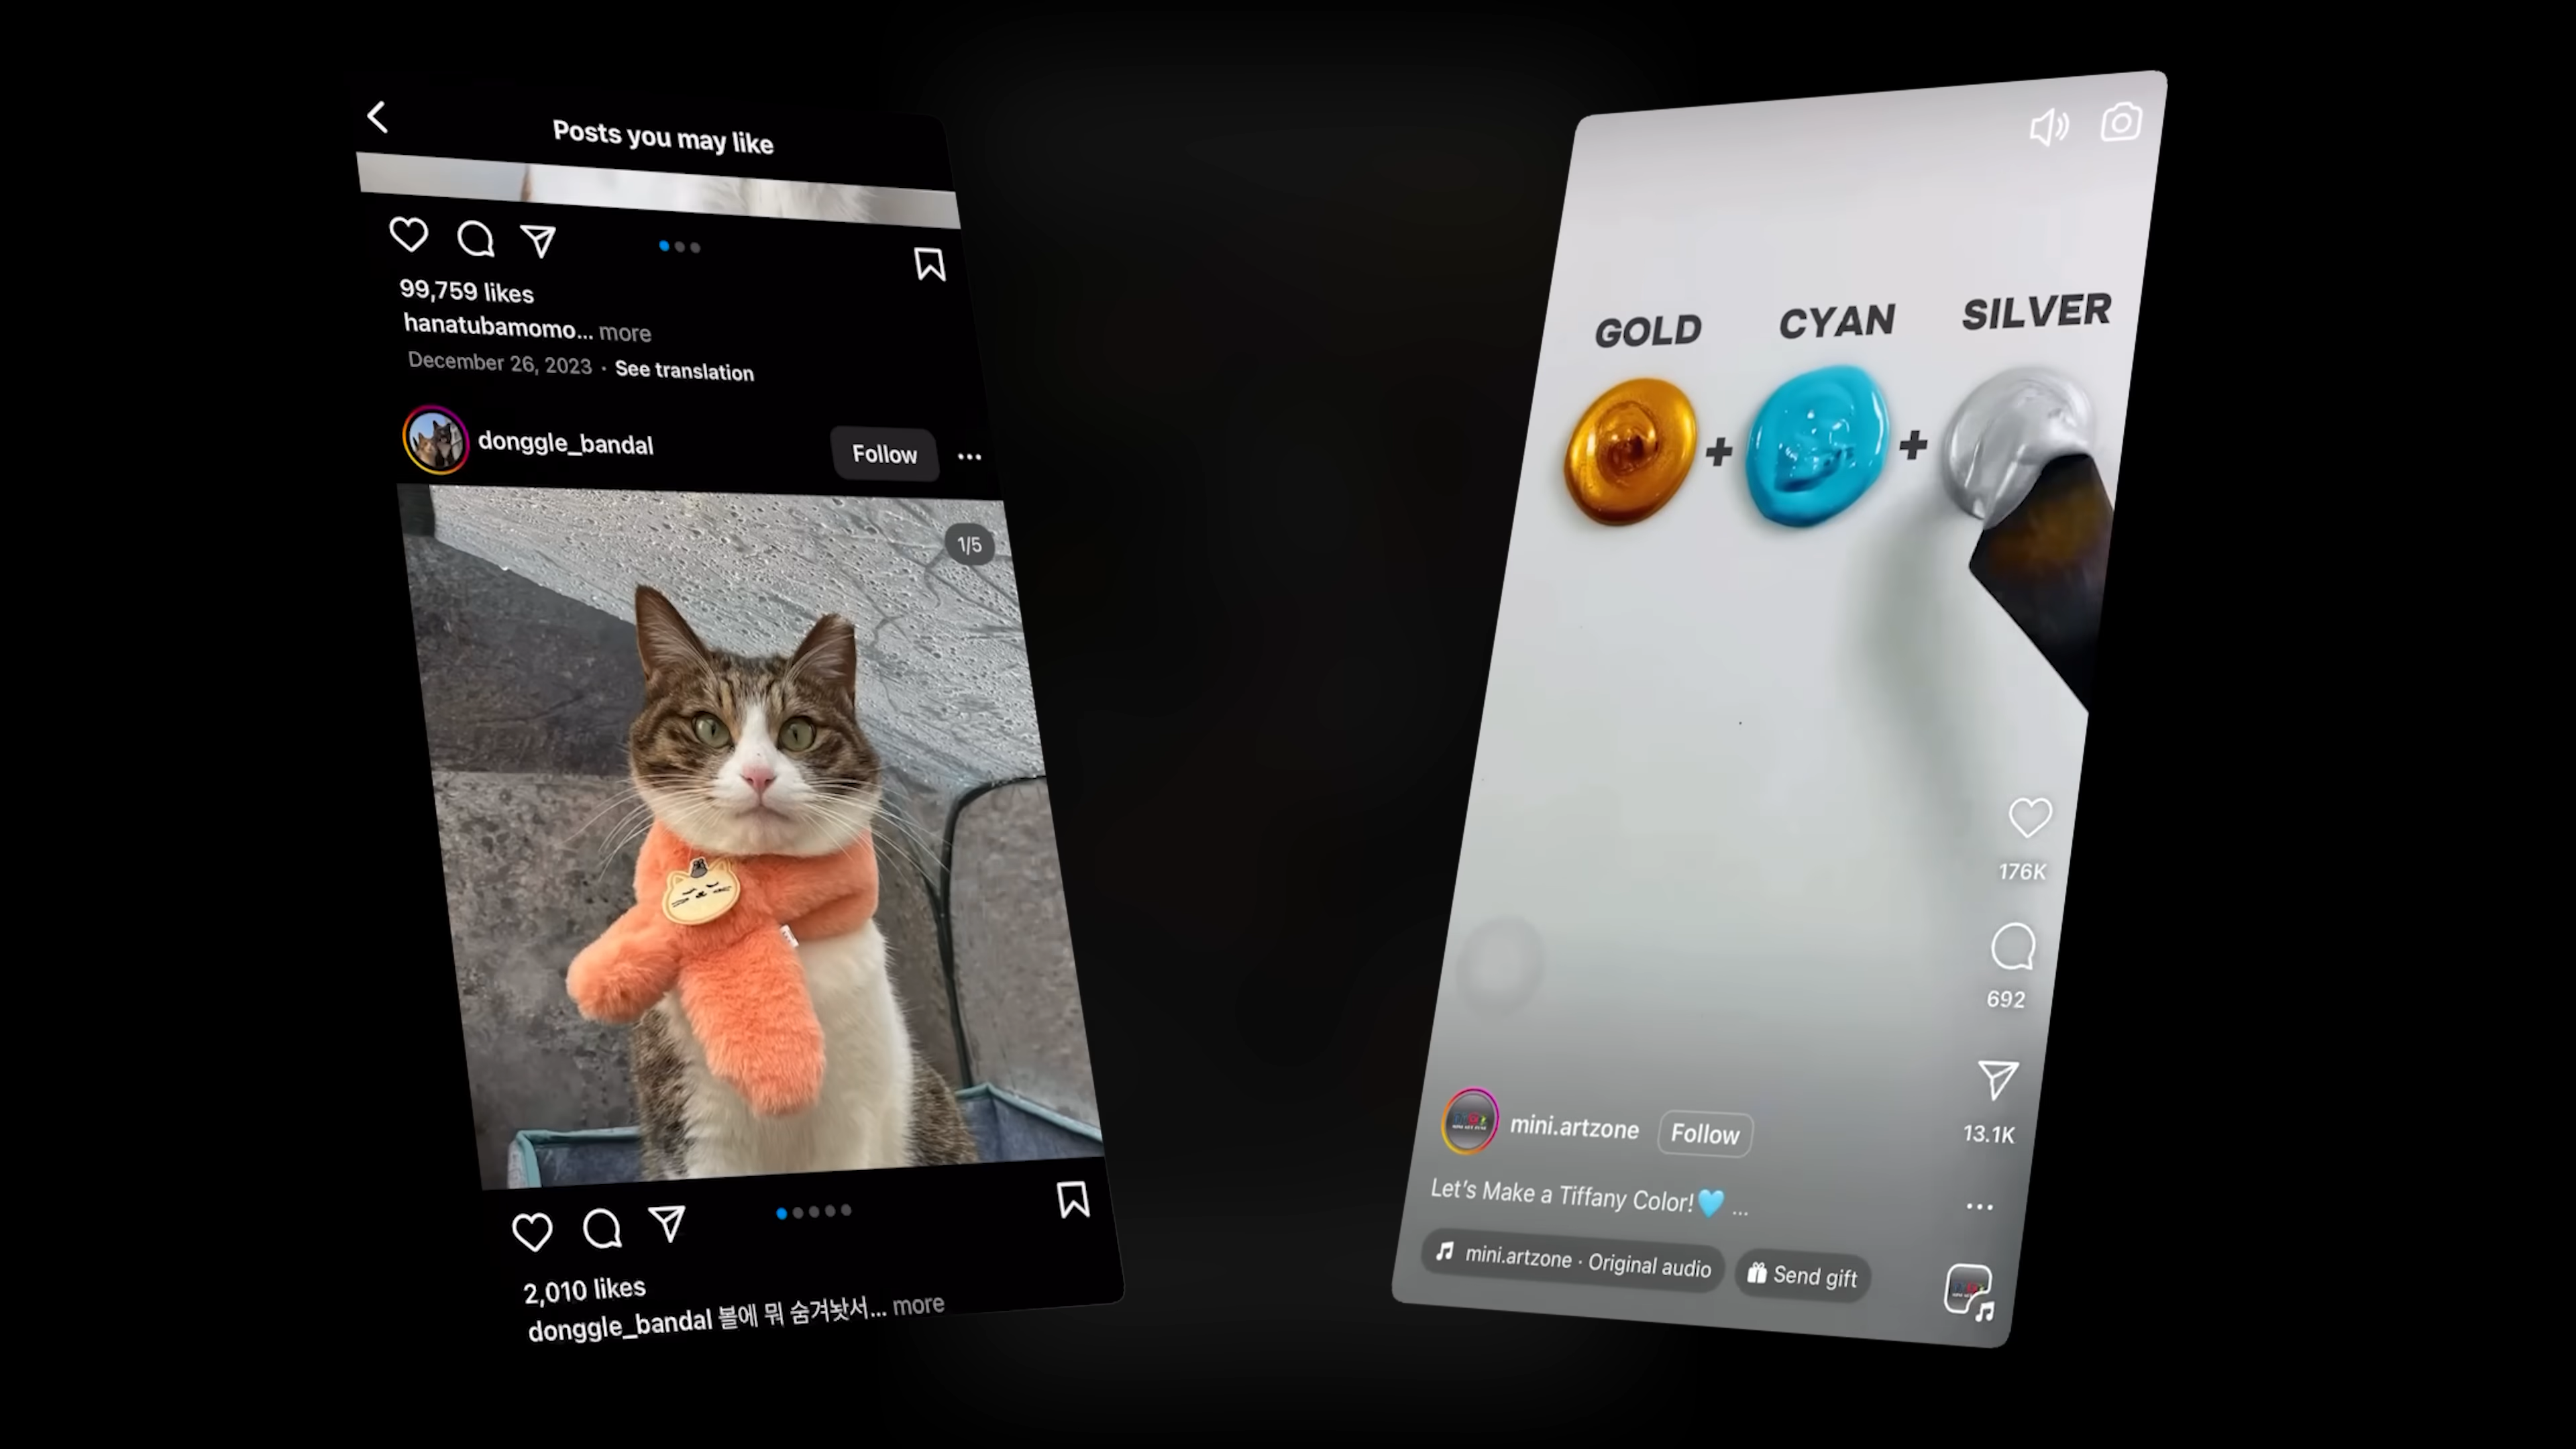 Posts you may like
99,759 likes
hanatubamomo... more
December 26, 2023 · See translation
donggle_bandal
Follow
1/5
2,010 likes
donggle_bandal 볼에 뭐 숨겨놧서... more
GOLD + CYAN + SILVER
176K
692
13.1K
mini.artzone
Follow
Let's Make a Tiffany Color!🩵 ...
mini.artzone · Original audio
Send gift